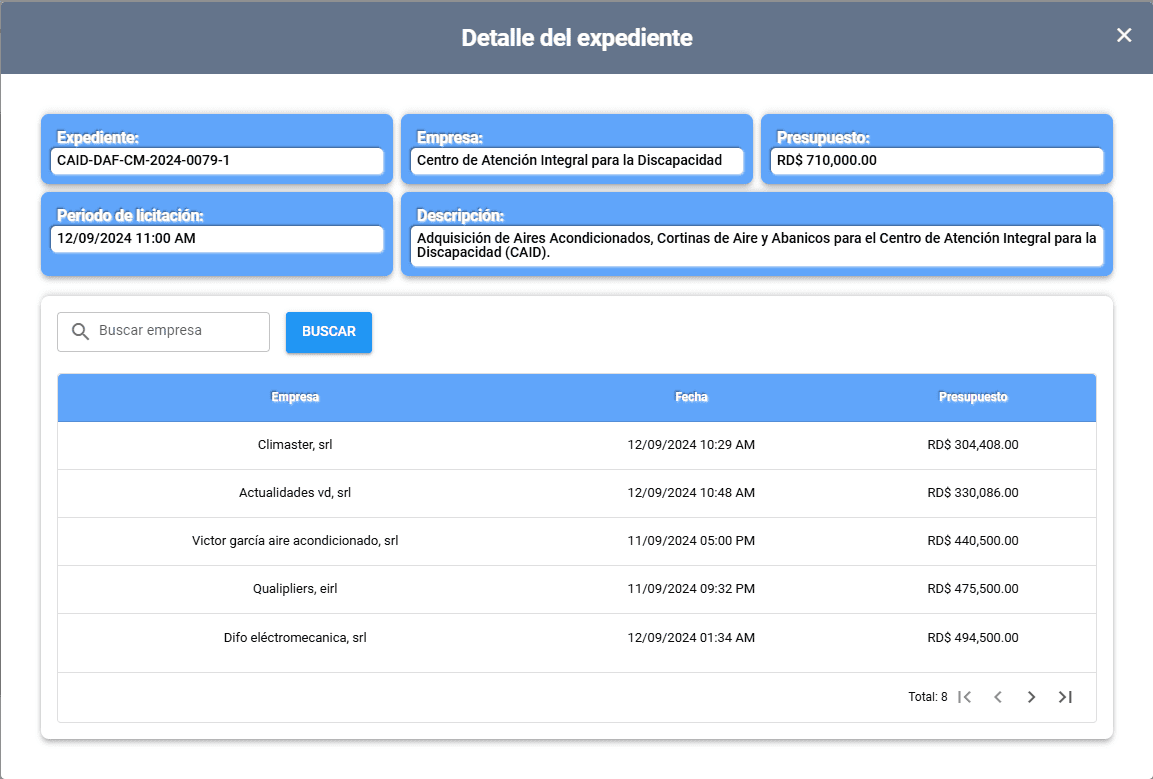 Detalle del expediente
Expediente:
CAID-DAF-CM-2024-0079-1
Empresa:
Centro de Atención Integral para la Discapacidad
Presupuesto:
RD$ 710,000.00
Periodo de licitación:
12/09/2024 11:00 AM
Descripción:
Adquisición de Aires Acondicionados, Cortinas de Aire y Abanicos para el Centro de Atención Integral para la
Discapacidad (CAID).
Buscar empresa
BUSCAR
Empresa Fecha Presupuesto
Climaster, srl 12/09/2024 10:29 AM RD$ 304,408.00
Actualidades vd, srl 12/09/2024 10:48 AM RD$ 330,086.00
Victor garcía aire acondicionado, srl 11/09/2024 05:00 PM RD$ 440,500.00
Qualipliers, eirl 11/09/2024 09:32 PM RD$ 475,500.00
Difo eléctromecanica, srl 12/09/2024 01:34 AM RD$ 494,500.00
Total: 8